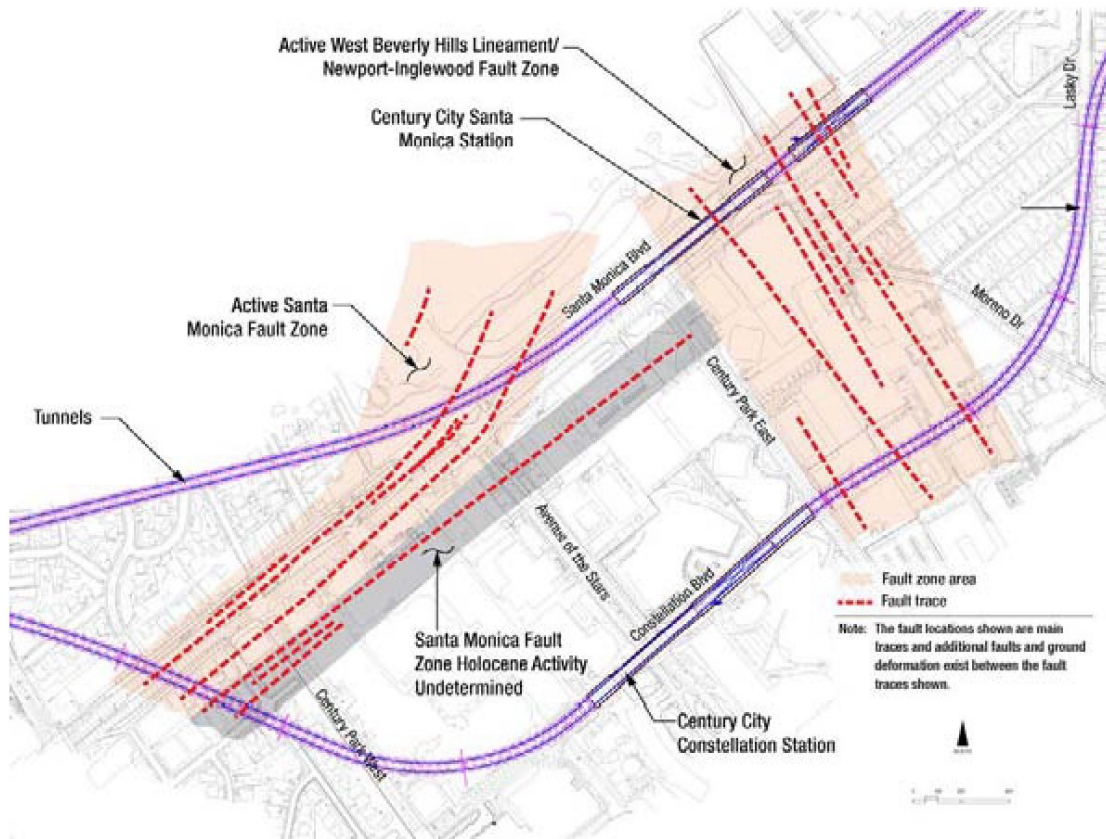 Active West Beverly Hills Lineament/
Newport-Inglewood Fault Zone
Lasky Dr
Century City Santa
Monica Station
Santa Monica Blvd
Active Santa
Monica Fault Zone
Moreno Dr
Century Park East
Tunnels
Avenue of the Stars
Constellation Blvd
Fault zone area
Fault trace
Note: The fault locations shown are main
traces and additional faults and ground
deformation exist between the fault
traces shown.
Santa Monica Fault
Zone Holocene Activity
Undetermined
Century Park West
Century City
Constellation Station